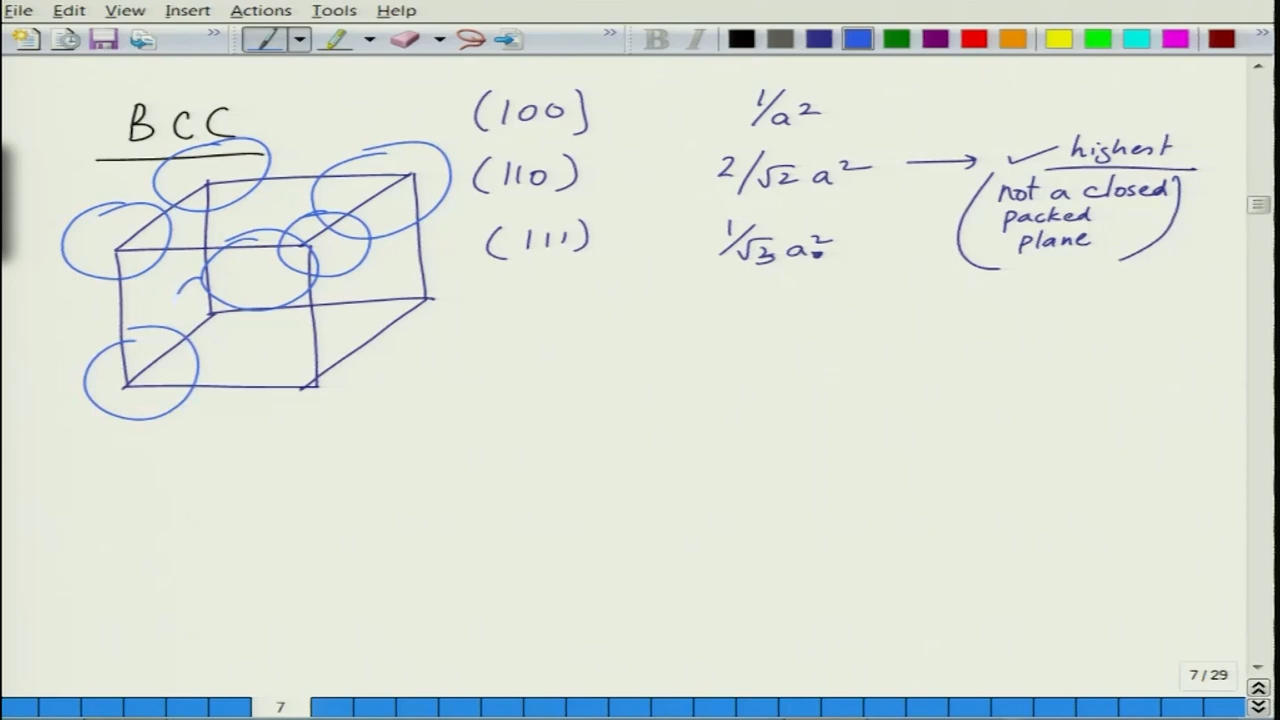 File Edit View Insert Actions Tools Help
B I
BCC
(100) 1/a²
(110) 2/√2 a² → ✓ highest
(not a closed packed plane)
(111) 1/√3 a²
7 / 29
7